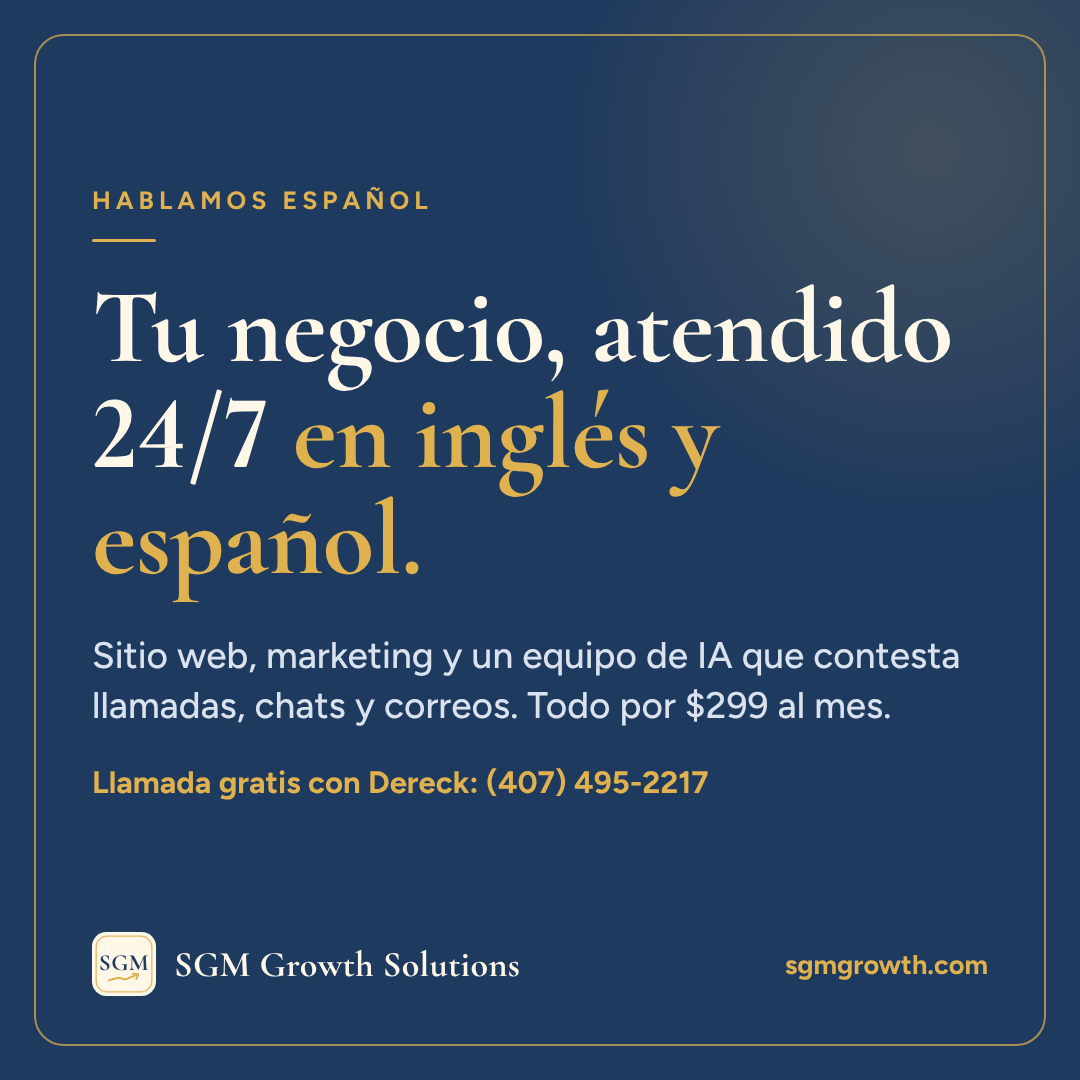 HABLAMOS ESPAÑOL
Tu negocio, atendido
24/7 en inglés y
español.
Sitio web, marketing y un equipo de IA que contesta
llamadas, chats y correos. Todo por $299 al mes.
Llamada gratis con Dereck: (407) 495-2217
SGM
SGM Growth Solutions
sgmgrowth.com